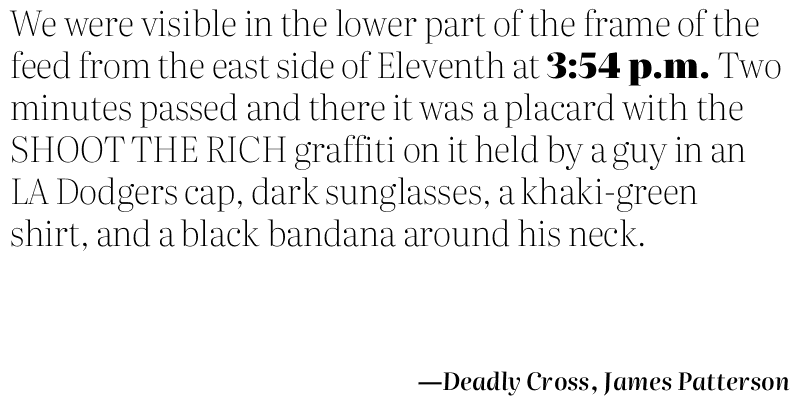 We were visible in the lower part of the frame of the
feed from the east side of Eleventh at 3:54 p.m. Two
minutes passed and there it was a placard with the
SHOOT THE RICH graffiti on it held by a guy in an
LA Dodgers cap, dark sunglasses, a khaki-green
shirt, and a black bandana around his neck.
—Deadly Cross, James Patterson